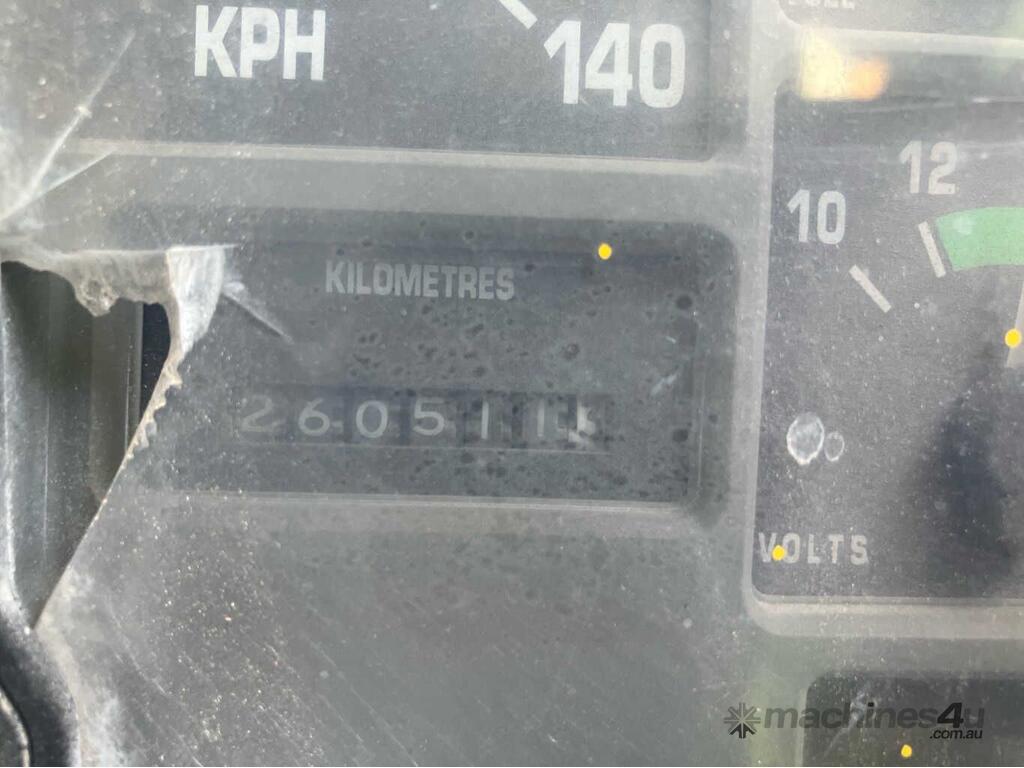 KPH
140
12
10
KILOMETRES
260511
VOLTS
machines4u
.com.au